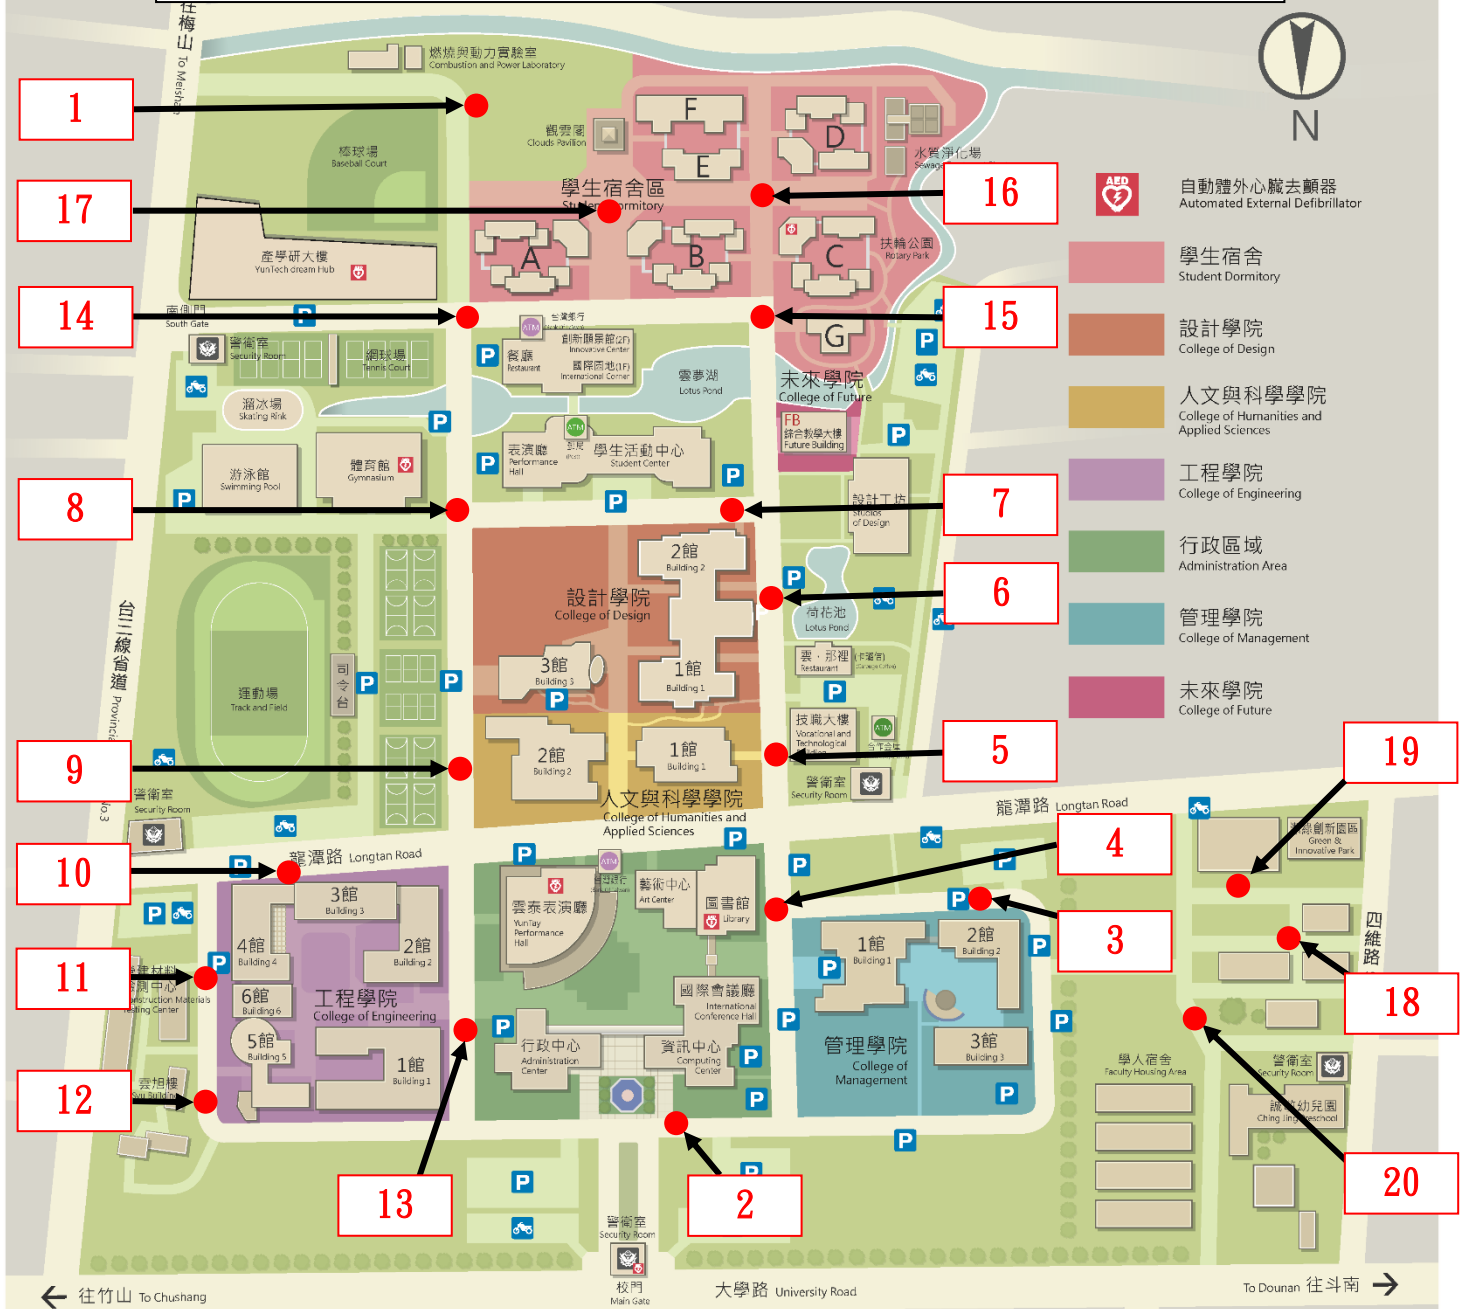 往梅山 To Meishan
燃燒與動力實驗室
Combustion and Power Laboratory
N
1
觀雲閣
Clouds Pavilion
F
E
D
棒球場
Baseball Court
水質淨化場
自動體外心臟去顫器
Automated External Defibrillator
AED
17
學生宿舍區
16
A
B
C
扶輪公園
Rotary Park
學生宿舍
Student Dormitory
產學研大樓
YunTech dream Hub
14
南側門
South Gate
P
ATM
15
G
設計學院
College of Design
警衛室
Security Room
網球場
Tennis Court
P
餐廳
Restaurant
創新願景館(2F)
Innovative Center
國際園地(1F)
International Corner
雲夢湖
Lotus Pond
P
未來學院
College of Future
溜冰場
Skating Rink
P
人文與科學學院
College of Humanities and
Applied Sciences
FB
綜合教學大樓
Future Building
P
ATM
表演廳
Performance
Hall
學生活動中心
Student Center
P
P
游泳館
Swimming Pool
體育館
Gymnasium
P
工程學院
College of Engineering
8
P
7
設計工坊
Studios
of Design
行政區域
Administration Area
2館
Building 2
P
6
荷花池
Lotus Pond
設計學院
College of Design
管理學院
College of Management
台三線省道
運動場
Track and Field
司令台
P
P
3館
Building 3
P
1館
Building 1
雲．那裡
Restaurant
P
未來學院
College of Future
技職大樓
Vocational and
Technological
ATM
9
2館
Building 2
1館
Building 1
5
19
警衛室
Security Room
警衛室
Security Room
人文與科學學院
College of Humanities and
Applied Sciences
龍潭路 Longtan Road
No.3
龍潭路 Longtan Road
P
P
P
P
4
Innovative Park
10
P
ATM
3館
Building 3
雲泰表演廳
YunTay
Performance
Hall
藝術中心
Art Center
圖書館
Library
P
3
P
四維路
4館
Building 4
2館
Building 2
1館
Building 1
2館
Building 2
P
P
11
P
6館
Building 6
工程學院
College of Engineering
國際會議廳
International
Conference Hall
P
18
5館
Building 5
1館
Building 1
P
行政中心
Administration
Center
資訊中心
Computing
Center
P
P
管理學院
College of
Management
3館
Building 3
P
學人宿舍
Faculty Housing Area
警衛室
Security Room
12
雲旭樓
P
P
P
13
P
P
2
20
警衛室
Security Room
校門
Main Gate
往竹山 To Chushang
大學路 University Road
To Dounan 往斗南